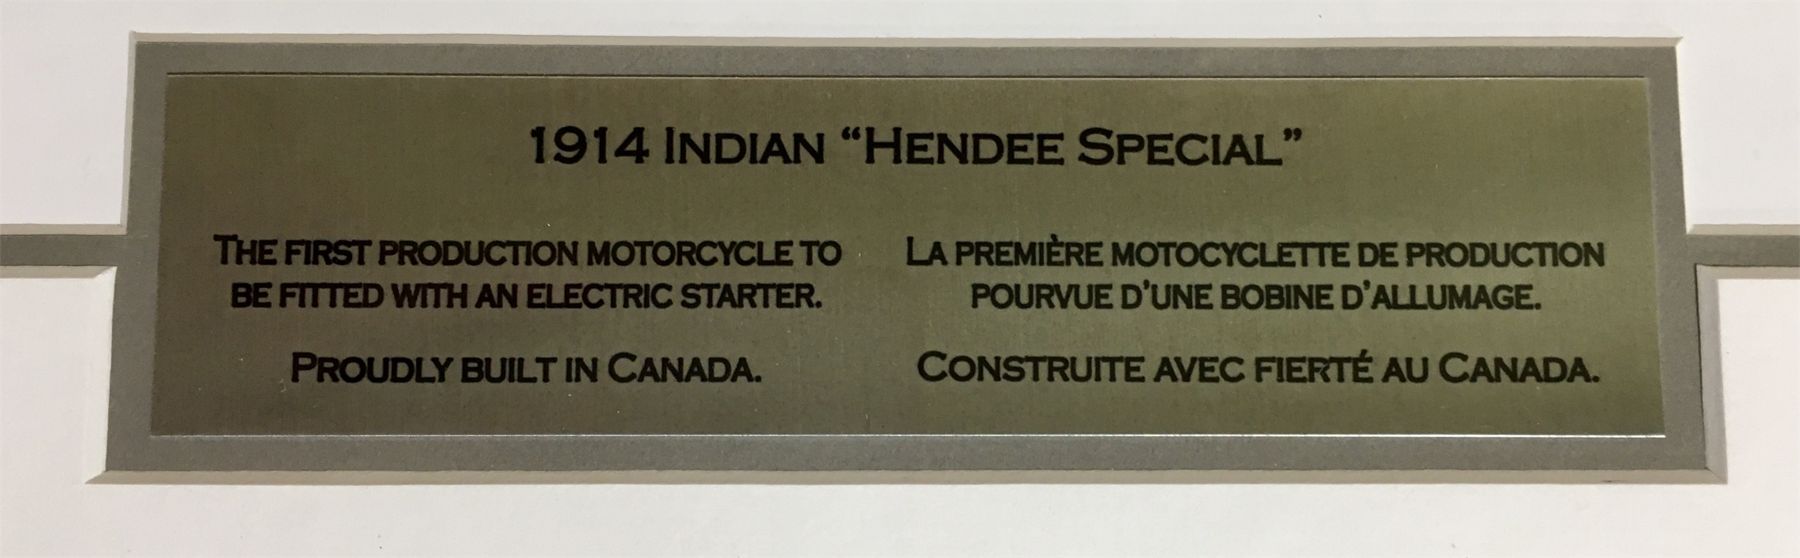 1914 INDIAN “HENDEE SPECIAL”
THE FIRST PRODUCTION MOTORCYCLE TO
BE FITTED WITH AN ELECTRIC STARTER.
PROUDLY BUILT IN CANADA.
LA PREMIÈRE MOTOCYCLETTE DE PRODUCTION
POURVUE D’UNE BOBINE D’ALLUMAGE.
CONSTRUITE AVEC FIERTÉ AU CANADA.